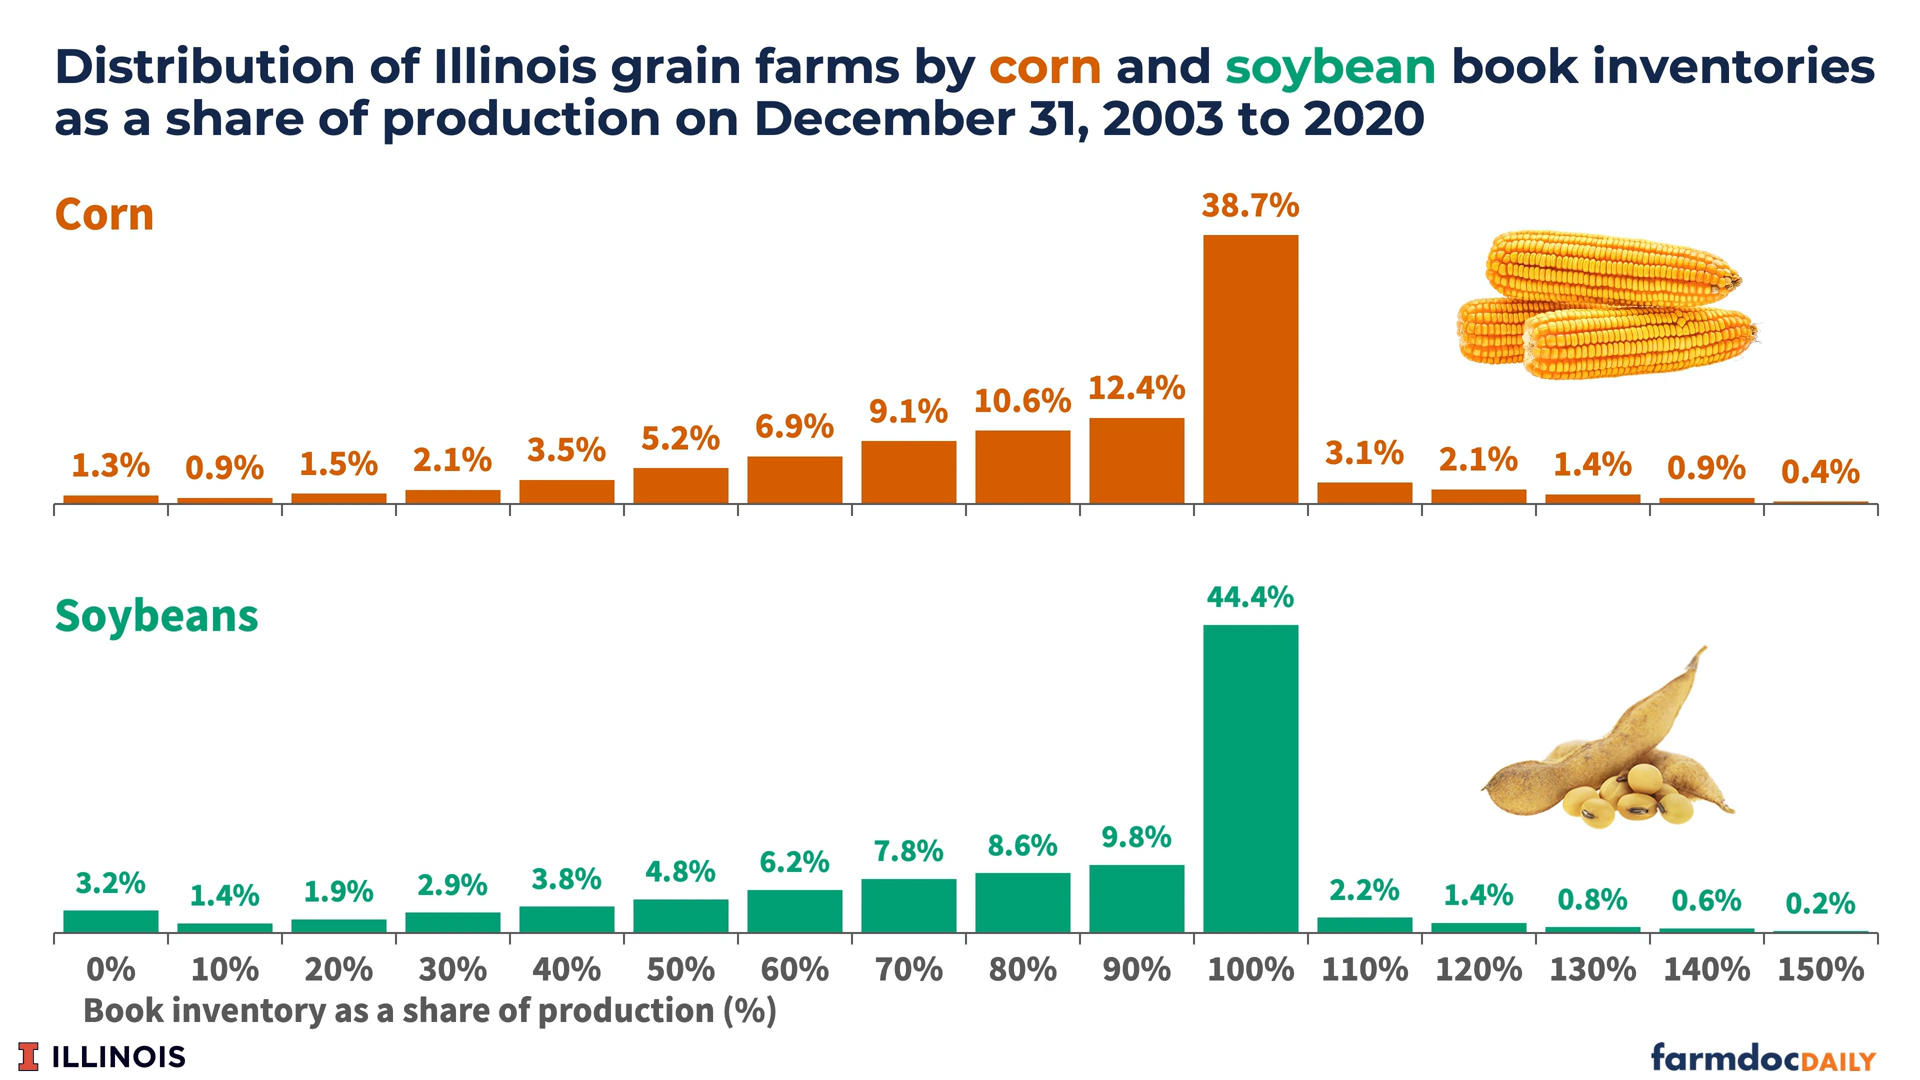 Distribution of Illinois grain farms by corn and soybean book inventories
as a share of production on December 31, 2003 to 2020
Corn
1.3% 0.9% 1.5% 2.1% 3.5% 5.2% 6.9% 9.1% 10.6% 12.4% 38.7% 3.1% 2.1% 1.4% 0.9% 0.4%
Soybeans
3.2% 1.4% 1.9% 2.9% 3.8% 4.8% 6.2% 7.8% 8.6% 9.8% 44.4% 2.2% 1.4% 0.8% 0.6% 0.2%
0% 10% 20% 30% 40% 50% 60% 70% 80% 90% 100% 110% 120% 130% 140% 150%
Book inventory as a share of production (%)
I ILLINOIS
farmdocDAILY